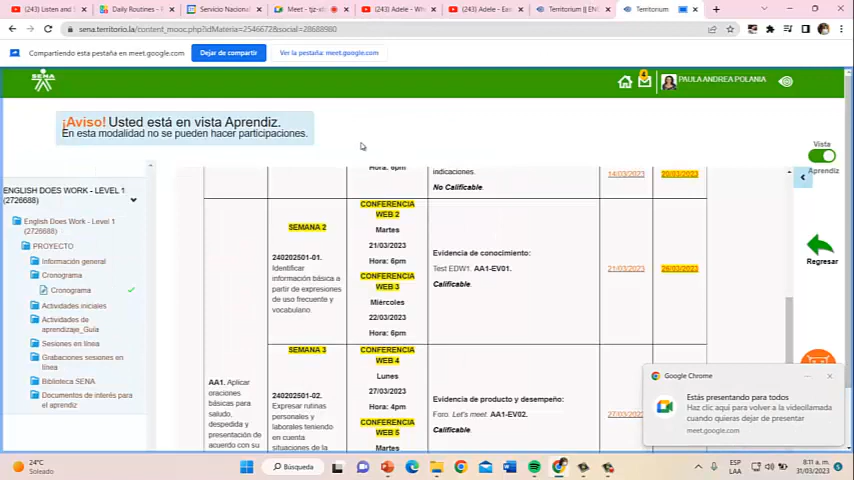 (243) Listen and
Daily Routines -
Servicio Nacional
Meet - tjz-
(243) Adele -
(243) Adele -
Territorium || EN
Territorium
sena.territorio.la/content_mooc.php?idMateria=2546672&social=28688980
Compartiendo esta pestaña en meet.google.com
Dejar de compartir
Ver la pestaña: meet.google.com
SENA
4
PAULA ANDREA POLANIA
¡Aviso! Usted está en vista Aprendiz.
En esta modalidad no se pueden hacer participaciones.
Vista
Aprendiz
Regresar
ENGLISH DOES WORK - LEVEL 1
(2726688)
English Does Work - Level 1
(2726688)
PROYECTO
Información general
Cronograma
Cronograma
Actividades iniciales
Actividades de
aprendizaje_Guía
Sesiones en línea
Grabaciones sesiones en
línea
Biblioteca SENA
Documentos de interés para
el aprendiz
Hora: 6pm
indicaciones.
No Calificable.
14/03/2023
20/03/2023
SEMANA 2
240202501-01.
Identificar
información básica a
partir de expresiones
de uso frecuente y
vocabulario
CONFERENCIA
WEB 2
Martes
21/03/2023
Hora: 6pm
CONFERENCIA
WEB 3
Miércoles
22/03/2023
Hora: 6pm
Evidencia de conocimiento:
Test EDW1. AA1-EV01.
Calificable.
21/03/2023
26/03/2023
AA1. Aplicar
oraciones
básicas para
saludo,
despedida y
presentación de
acuerdo con su
SEMANA 3
240202501-02.
Expresar rutinas
personales y
laborales teniendo
en cuenta
situaciones de la
CONFERENCIA
WEB 4
Lunes
27/03/2023
Hora: 4pm
CONFERENCIA
WEB 5
Martes
Evidencia de producto y desempeño:
Foro. Let's meet. AA1-EV02.
Calificable.
27/03/202
Google Chrome
Estás presentando para todos
Haz clic aquí para volver a la videollamada
cuando quieras dejar de presentar
meet.google.com
24°C
Soleado
Búsqueda
ESP
LAA
8:11 a. m.
31/03/2023